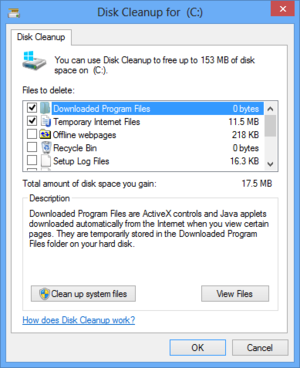 Disk Cleanup for (C:)
Disk Cleanup
You can use Disk Cleanup to free up to 153 MB of disk
space on (C:).
Files to delete:
Downloaded Program Files 0 bytes
Temporary Internet Files 11.5 MB
Offline webpages 218 KB
Recycle Bin 0 bytes
Setup Log Files 16.3 KB
Total amount of disk space you gain: 17.5 MB
Description
Downloaded Program Files are ActiveX controls and Java applets
downloaded automatically from the Internet when you view certain
pages. They are temporarily stored in the Downloaded Program
Files folder on your hard disk.
Clean up system files View Files
How does Disk Cleanup work?
OK Cancel